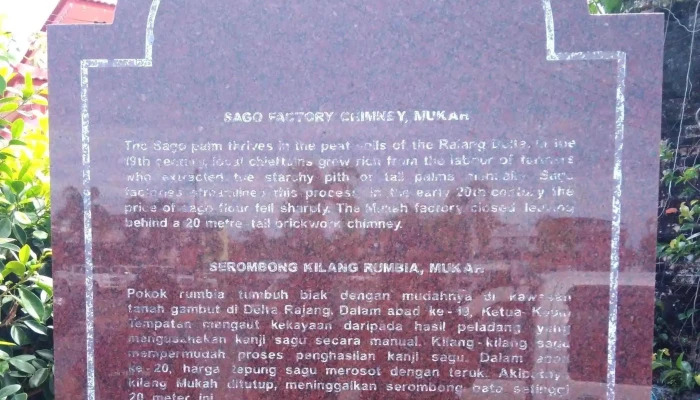 SAGO FACTORY CHIMNEY, MUKAH
The Sago palm thrives in the peat soils of the Rajang Delta. In the
19th century, local chieftains grew rich from the labour of farmers
who extracted the starchy pith of tall palms manually. Sago
factories streamlined this process. In the early 20th century the
price of sago flour fell sharply. The Mukah factory closed leaving
behind a 20 metre tall brickwork chimney.
SEROMBONG KILANG RUMBIA, MUKAH
Pokok rumbia tumbuh biak dengan mudahnya di kawasan
tanah gambut di Delta Rajang. Dalam abad ke-19, Ketua-Ketua
Tempatan mengaut kekayaan daripada hasil peladang yang
mengusahakan kanji sagu secara manual. Kilang-kilang sagu
mempermudah proses penghasilan kanji sagu. Dalam abad
ke-20, harga tapung sagu merosot dengan teruk. Akibatnya
kilang Mukah ditutup, meninggalkan serombong bato setinggi
20 meter ini.